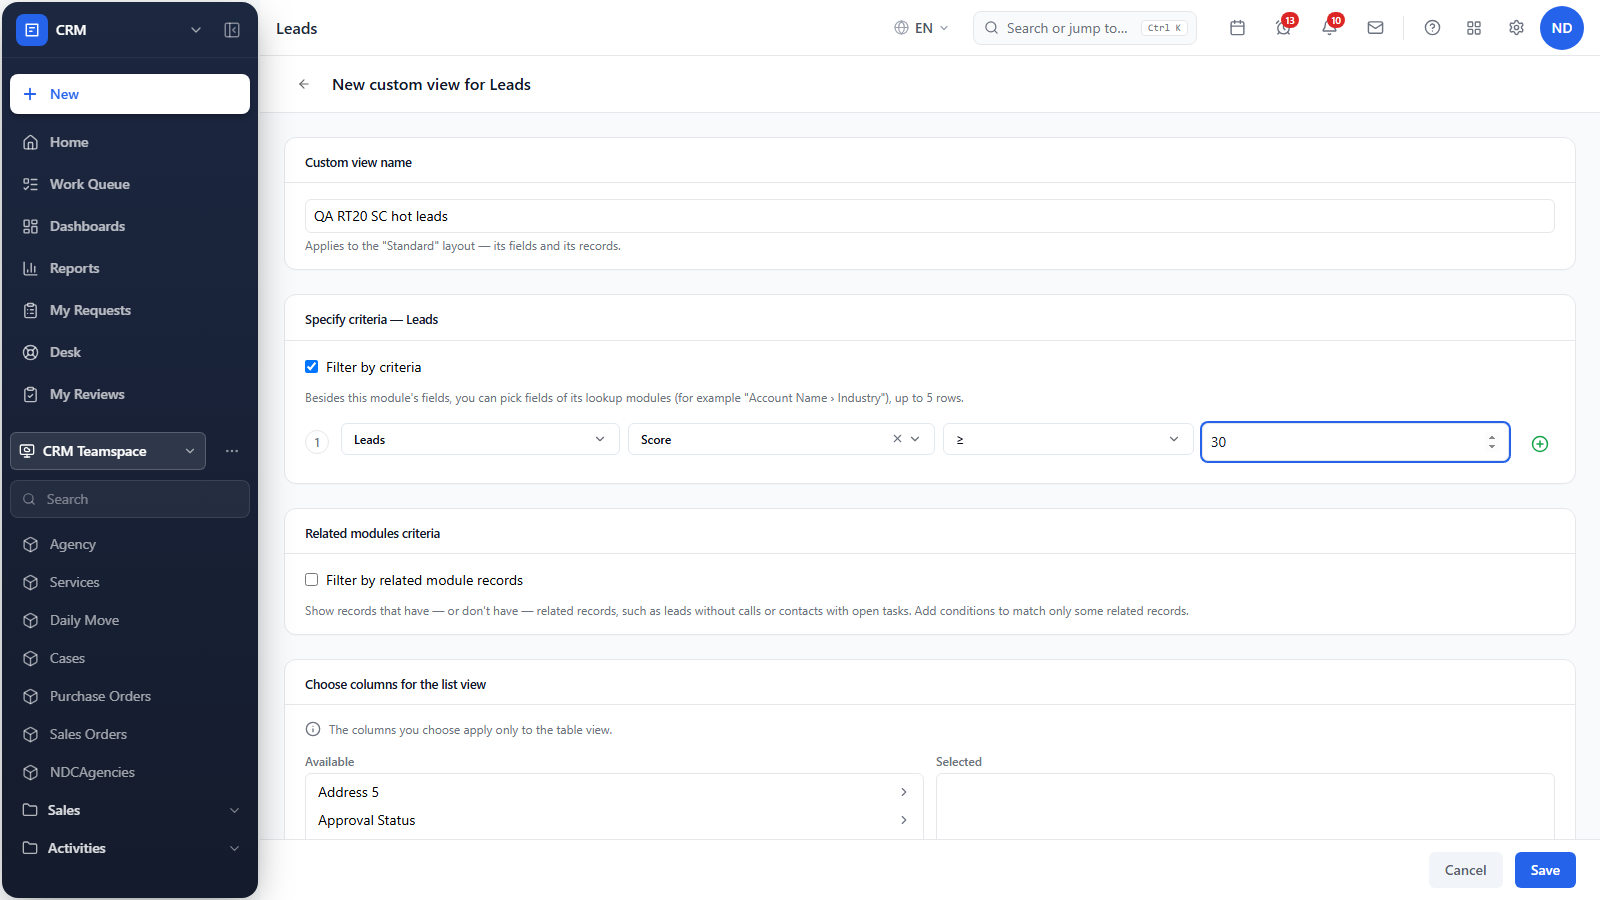 CRM
Leads
EN
Search or jump to...
Ctrl K
13
10
ND
New
New custom view for Leads
Home
Work Queue
Dashboards
Reports
My Requests
Desk
My Reviews
CRM Teamspace
Search
Agency
Services
Daily Move
Cases
Purchase Orders
Sales Orders
NDCAgencies
Sales
Activities
Custom view name
QA RT20 SC hot leads
Applies to the "Standard" layout — its fields and its records.
Specify criteria — Leads
Filter by criteria
Besides this module's fields, you can pick fields of its lookup modules (for example "Account Name › Industry"), up to 5 rows.
1
Leads
Score
≥
30
Related modules criteria
Filter by related module records
Show records that have — or don't have — related records, such as leads without calls or contacts with open tasks. Add conditions to match only some related records.
Choose columns for the list view
The columns you choose apply only to the table view.
Available
Selected
Address 5
Approval Status
Cancel
Save